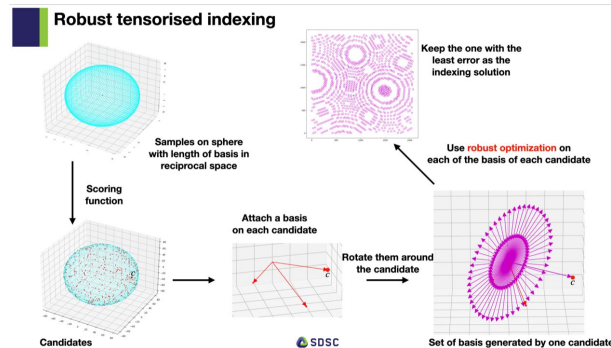 Robust tensorised indexing
Keep the one with the
least error as the
indexing solution
Samples on sphere
with length of basis in
reciprocal space
Use robust optimization on
each of the basis of each candidate
Scoring
function
Attach a basis
on each candidate
Rotate them around
the candidate
c
c
c
Candidates
SDSC
Set of basis generated by one candidate